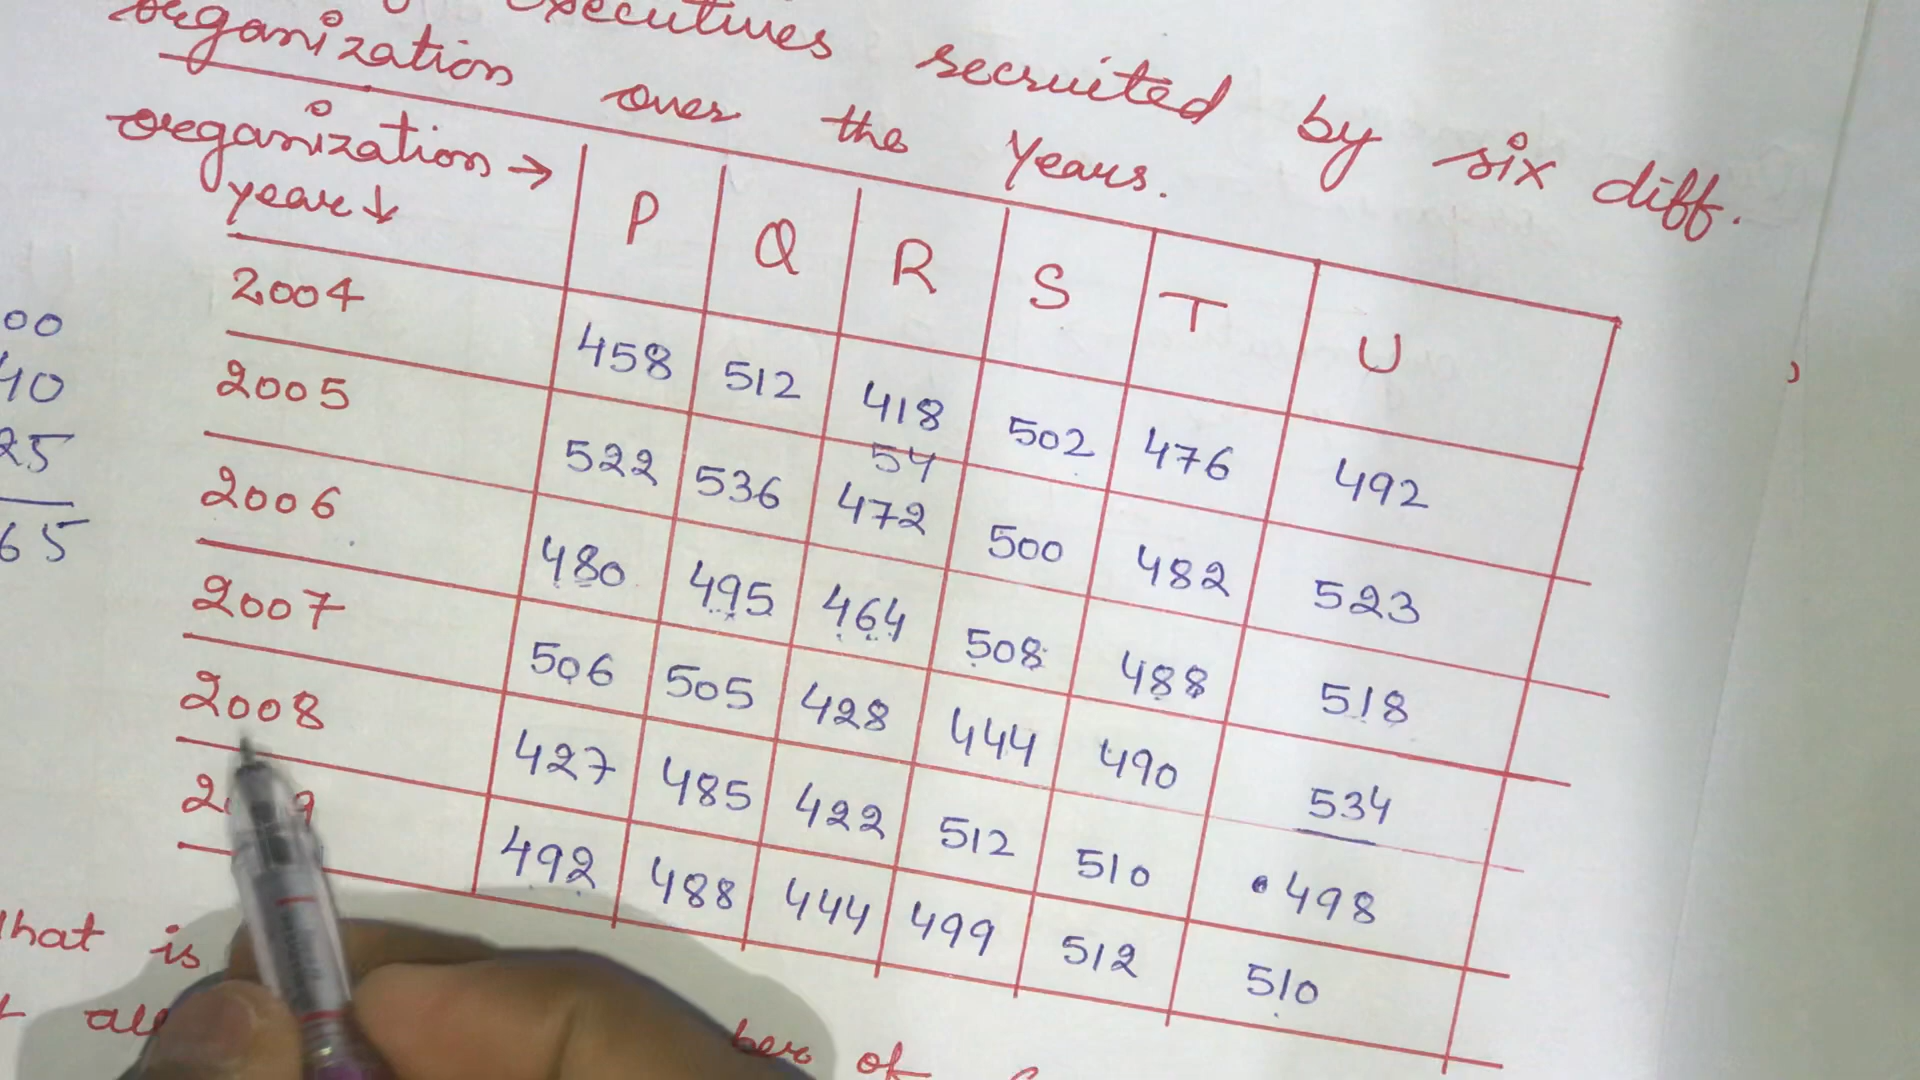 executives recruited by six diff.
organization over the Years.
organization → P Q R S T U
year ↓
2004 458 512 418 502 476 492
54
2005 522 536 472 500 482 523
2006 480 495 464 508 488 518
2007 506 505 428 444 490 534
2008 427 485 422 512 510 498
492 488 444 499 512 510
00
40
25
65
is
of